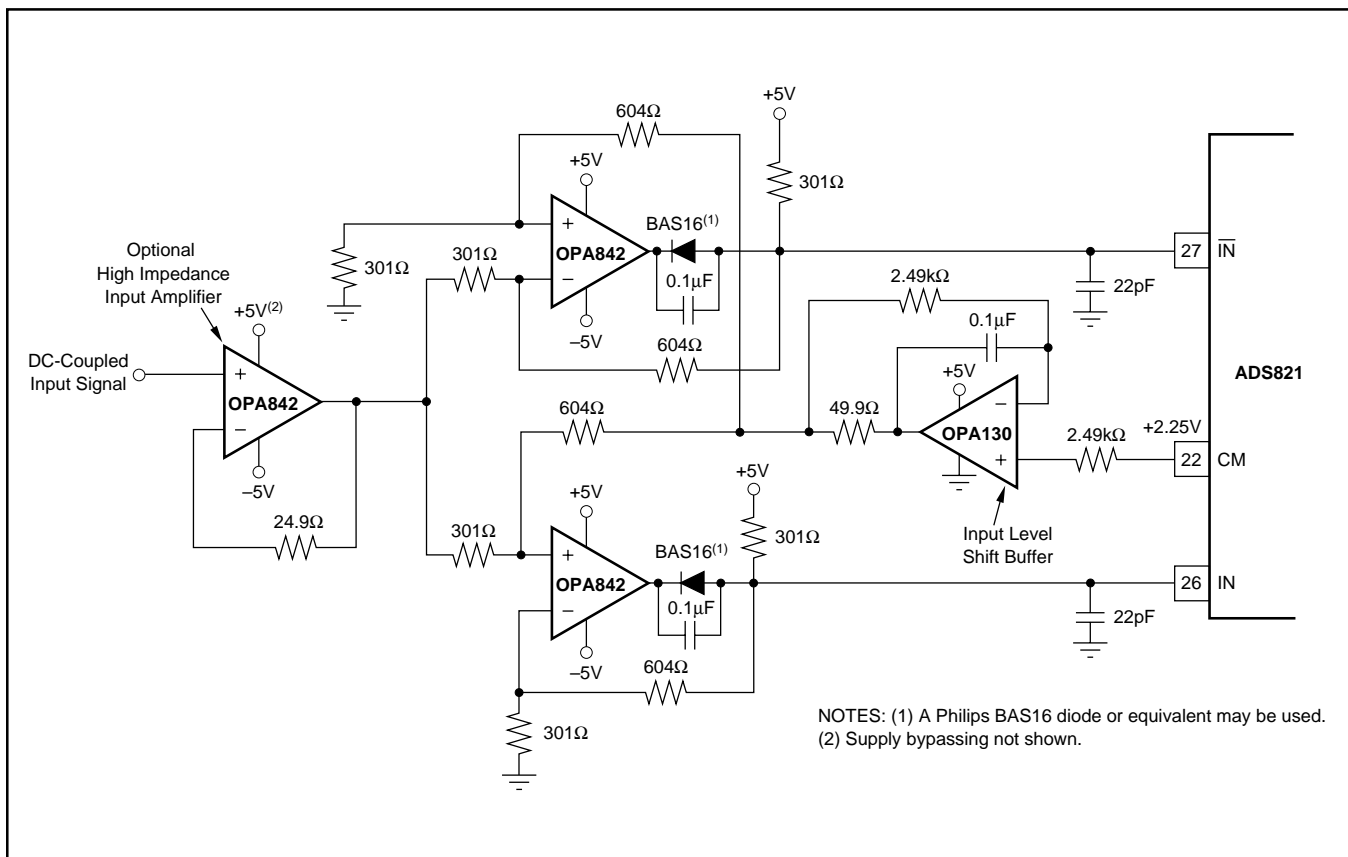 +5V
604Ω
+5V
301Ω
BAS16(1)
+
OPA842
−
0.1µF
–5V
301Ω
301Ω
604Ω
27
IN
22pF
Optional
High Impedance
Input Amplifier
+5V(2)
DC-Coupled
Input Signal
+
OPA842
−
–5V
24.9Ω
2.49kΩ
0.1µF
+5V
ADS821
604Ω
49.9Ω
−
OPA130
+
2.49kΩ
+2.25V
22
CM
Input Level
Shift Buffer
+5V
+5V
301Ω
301Ω
BAS16(1)
+
OPA842
−
0.1µF
–5V
604Ω
301Ω
26
IN
22pF
NOTES: (1) A Philips BAS16 diode or equivalent may be used.
(2) Supply bypassing not shown.